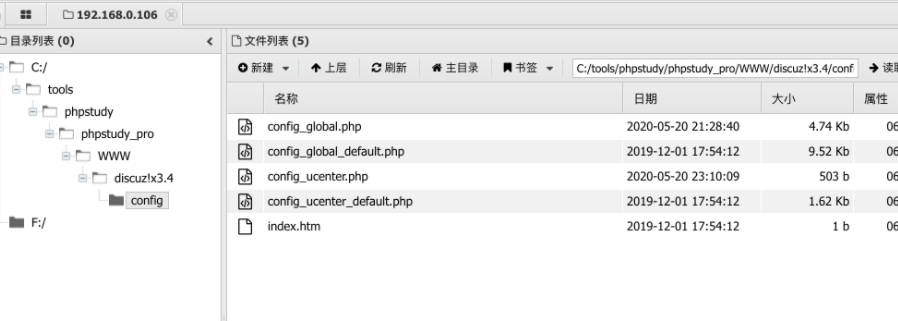 192.168.0.106
目录列表 (0)
文件列表 (5)
新建 上层 刷新 主目录 书签 C:/tools/phpstudy/phpstudy_pro/WWW/discuz!x3.4/conf
名称 日期 大小 属性
C:/
tools
phpstudy
phpstudy_pro
WWW
discuz!x3.4
config
F:/
config_global.php 2020-05-20 21:28:40 4.74 Kb 06
config_global_default.php 2019-12-01 17:54:12 9.52 Kb 06
config_ucenter.php 2020-05-20 23:10:09 503 b 06
config_ucenter_default.php 2019-12-01 17:54:12 1.62 Kb 06
index.htm 2019-12-01 17:54:12 1 b 06